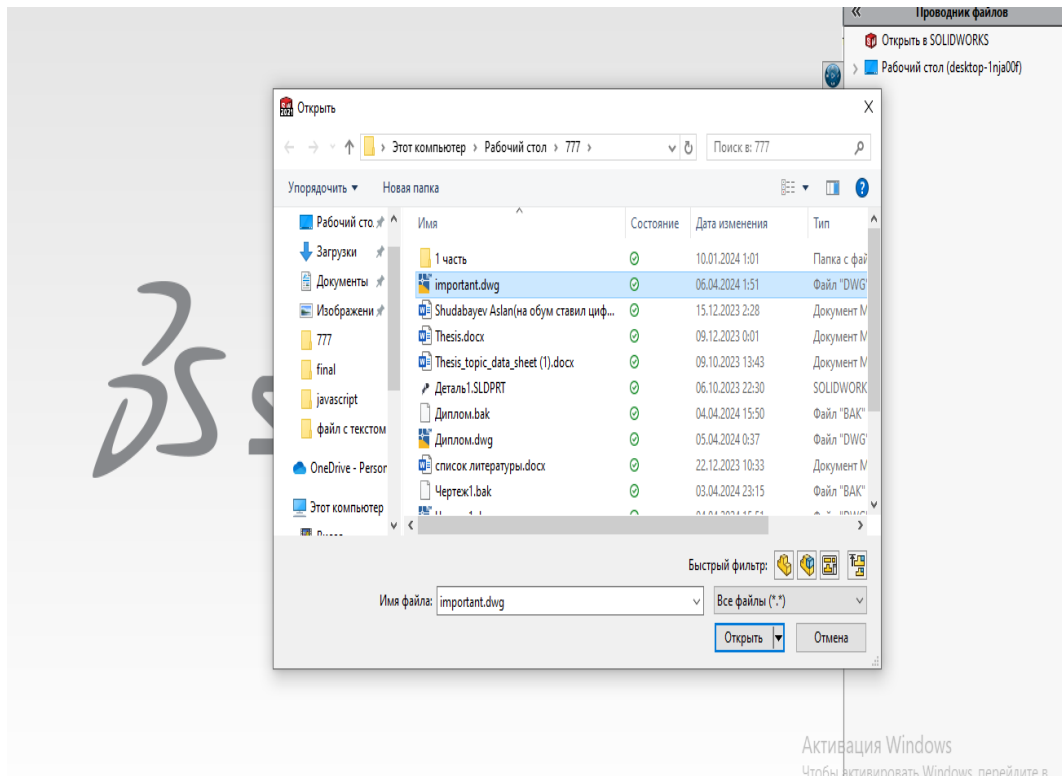 Проводник файлов
Открыть в SOLIDWORKS
Рабочий стол (desktop-1nja00f)
Открыть
Этот компьютер > Рабочий стол > 777 >
Поиск в: 777
Упорядочить
Новая папка
Рабочий сто
Загрузки
Документы
Изображени
777
final
javascript
файл с текстом
OneDrive - Person
Этот компьютер
Имя Состояние Дата изменения Тип
1 часть 10.01.2024 1:01 Папка с фай
important.dwg 06.04.2024 1:51 Файл "DWG"
Shudabayev Aslan(на обум ставил циф... 15.12.2023 2:28 Документ M
Thesis.docx 09.12.2023 0:01 Документ M
Thesis_topic_data_sheet (1).docx 09.10.2023 13:43 Документ M
Деталь1.SLDPRT 06.10.2023 22:30 SOLIDWORK
Диплом.bak 04.04.2024 15:50 Файл "BAK"
Диплом.dwg 05.04.2024 0:37 Файл "DWG"
список литературы.docx 22.12.2023 10:33 Документ M
Чертеж1.bak 03.04.2024 23:15 Файл "BAK"
Быстрый фильтр:
Имя файла: important.dwg
Все файлы (*.*)
Открыть
Отмена
Активация Windows
Чтобы активировать Windows, перейдите в